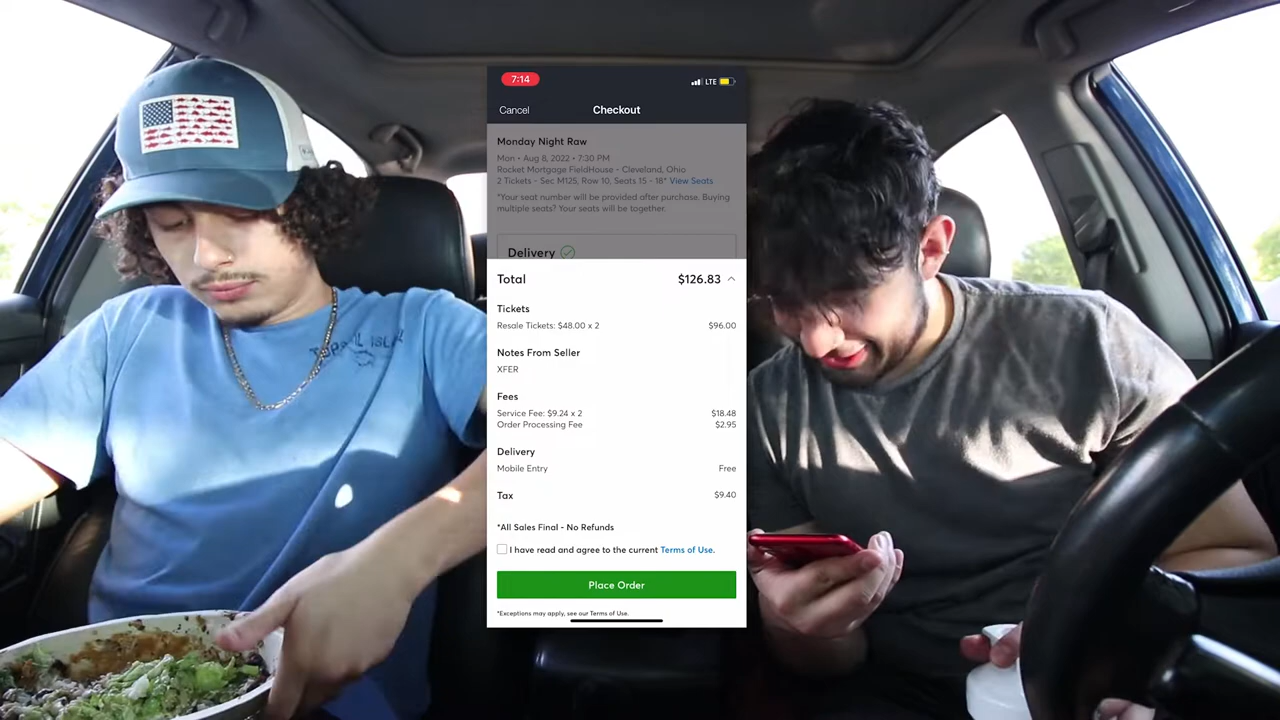 7:14
LTE
Cancel
Checkout
Monday Night Raw
Mon • Aug 8, 2022 • 7:30 PM
Rocket Mortgage FieldHouse - Cleveland, Ohio
2 Tickets - Sec M125, Row 10, Seats 15 - 18* View Seats
*Your seat number will be provided after purchase. Buying
multiple seats? Your seats will be together.
Delivery
Total $126.83
Tickets
Resale Tickets: $48.00 x 2 $96.00
Notes From Seller
XFER
Fees
Service Fee: $9.24 x 2 $18.48
Order Processing Fee $2.95
Delivery
Mobile Entry Free
Tax $9.40
*All Sales Final - No Refunds
I have read and agree to the current Terms of Use.
Place Order
*Exceptions may apply, see our Terms of Use.